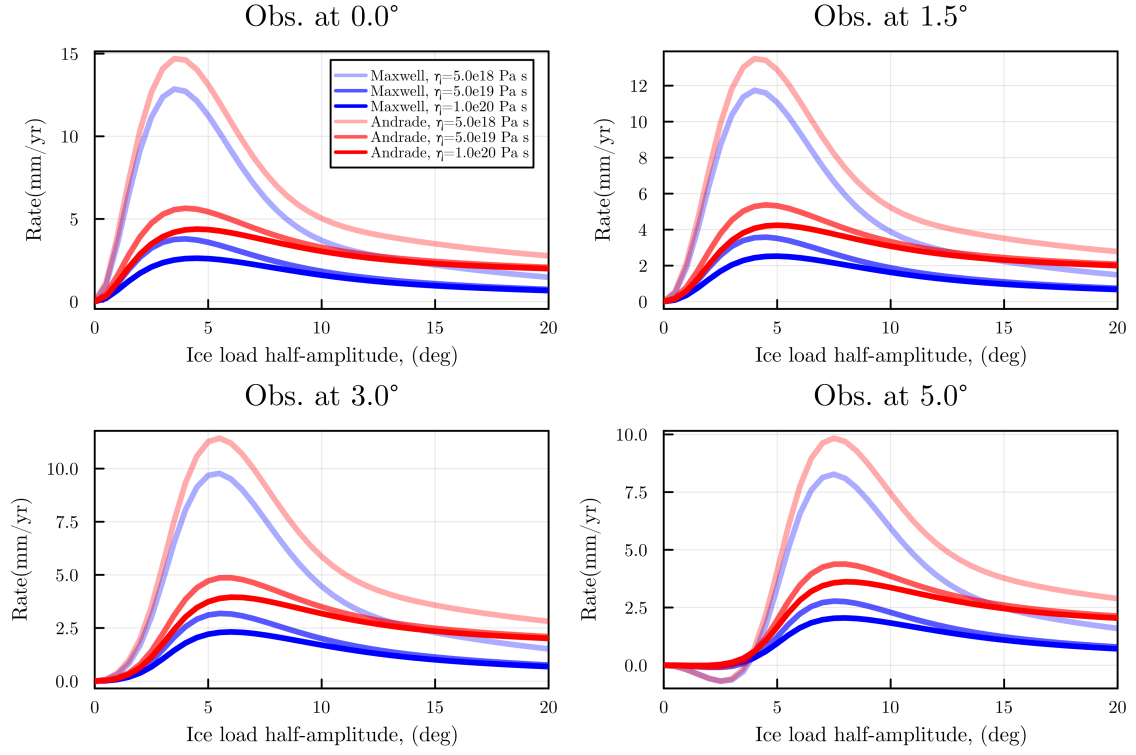 Obs. at 0.0°
Rate(mm/yr)
15
10
5
0
Maxwell, η=5.0e18 Pa s
Maxwell, η=5.0e19 Pa s
Maxwell, η=1.0e20 Pa s
Andrade, η=5.0e18 Pa s
Andrade, η=5.0e19 Pa s
Andrade, η=1.0e20 Pa s
0 5 10 15 20
Ice load half-amplitude, (deg)
Obs. at 1.5°
Rate(mm/yr)
12
10
8
6
4
2
0
0 5 10 15 20
Ice load half-amplitude, (deg)
Obs. at 3.0°
Rate(mm/yr)
10.0
7.5
5.0
2.5
0.0
0 5 10 15 20
Ice load half-amplitude, (deg)
Obs. at 5.0°
Rate(mm/yr)
10.0
7.5
5.0
2.5
0.0
0 5 10 15 20
Ice load half-amplitude, (deg)